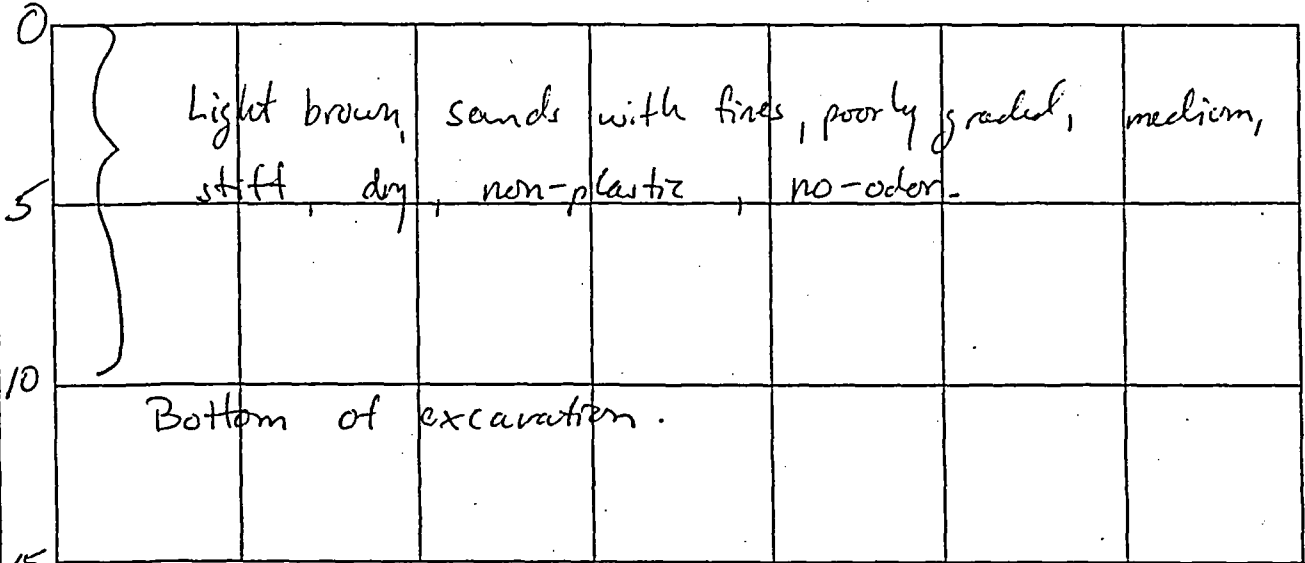 0
Light brown, sands with fines, poorly graded, medium,
stiff, dry, non-plastic, no-odor.
5
10
Bottom of excavation.
15